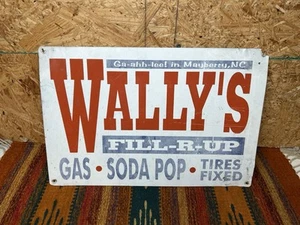 Ga-ahh-lee! in Mayberry, NC
WALLY'S
FILL-R-UP
GAS • SODA POP • TIRES FIXED